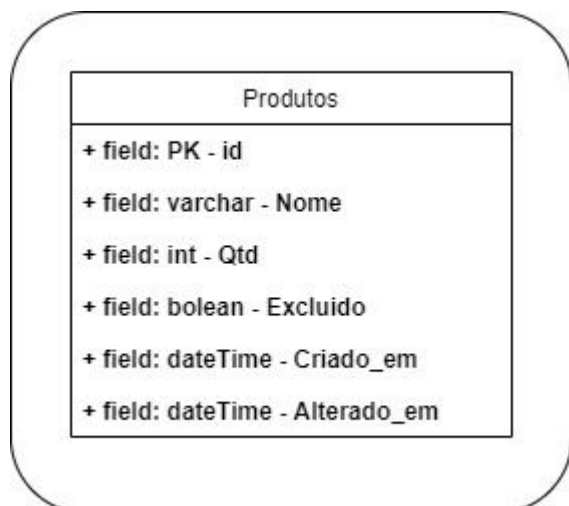 Produtos
+ field: PK - id
+ field: varchar - Nome
+ field: int - Qtd
+ field: bolean - Excluido
+ field: dateTime - Criado_em
+ field: dateTime - Alterado_em